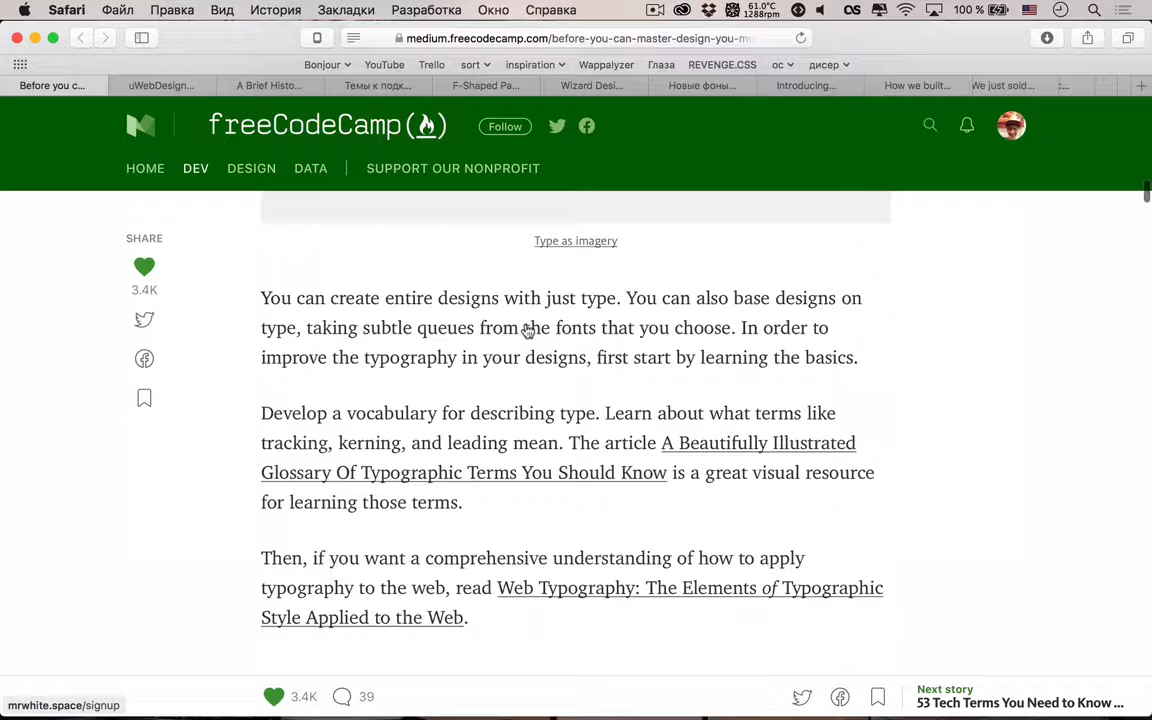 Safari Файл Правка Вид История Закладки Разработка Окно Справка 61.0°C 1288rpm 100 %
medium.freecodecamp.com/before-you-can-master-design-you-mu
Bonjour YouTube Trello sort inspiration Wappalyzer Глаза REVENGE.CSS ос дисер
Before you c... uWebDesign... A Brief Histo... Темы к подк... F-Shaped Pa... Wizard Desi... Новые фоны... Introducing... How we built... We just sold...
freeCodeCamp Follow
HOME DEV DESIGN DATA SUPPORT OUR NONPROFIT
SHARE
3.4K
Type as imagery
You can create entire designs with just type. You can also base designs on
type, taking subtle queues from the fonts that you choose. In order to
improve the typography in your designs, first start by learning the basics.
Develop a vocabulary for describing type. Learn about what terms like
tracking, kerning, and leading mean. The article A Beautifully Illustrated
Glossary Of Typographic Terms You Should Know is a great visual resource
for learning those terms.
Then, if you want a comprehensive understanding of how to apply
typography to the web, read Web Typography: The Elements of Typographic
Style Applied to the Web.
3.4K 39
Next story
53 Tech Terms You Need to Know ...
mrwhite.space/signup